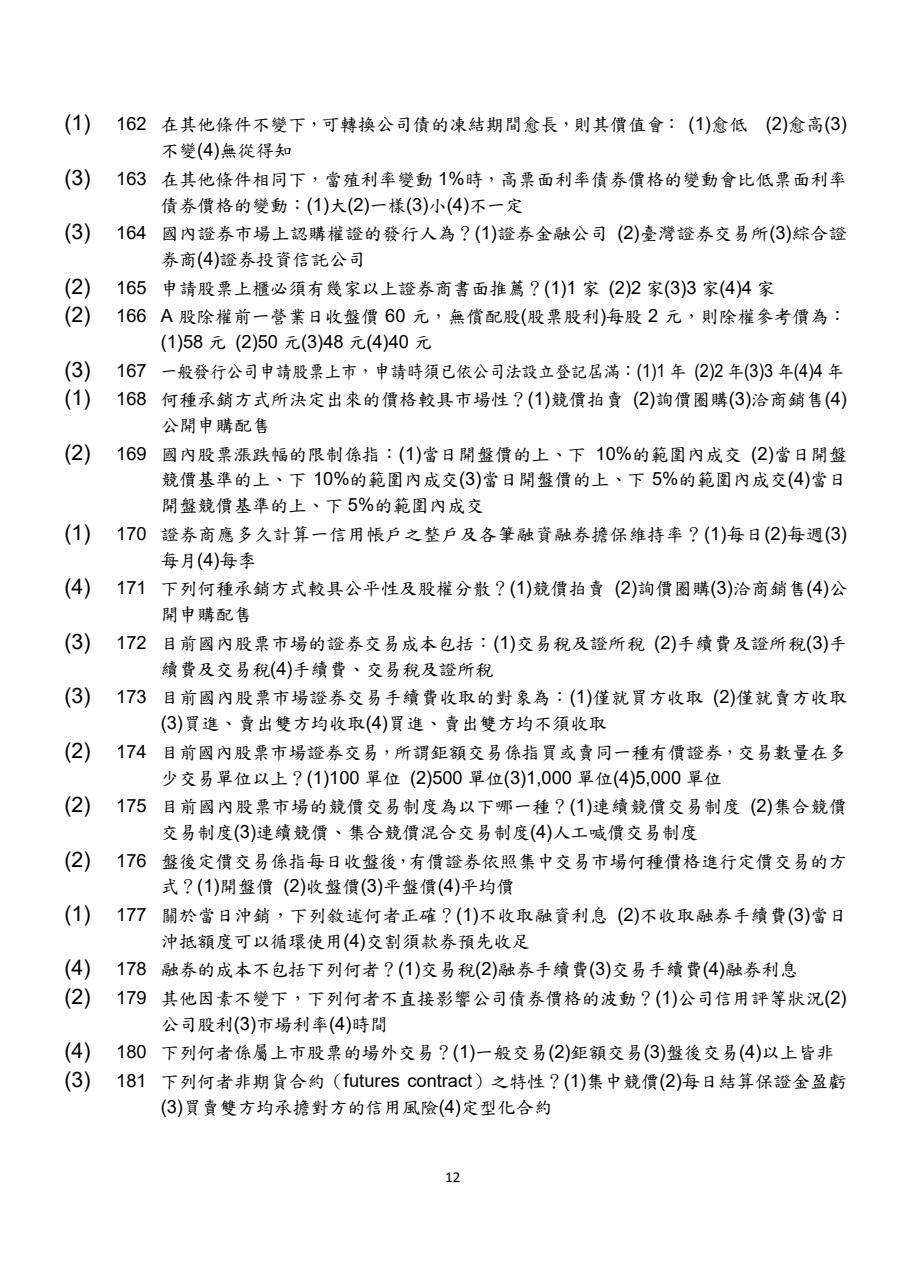 (1) 162 在其他條件不變下，可轉換公司債的凍結期間愈長，則其價值會： (1)愈低 (2)愈高(3)
不變(4)無從得知
(3) 163 在其他條件相同下，當殖利率變動 1%時，高票面利率債券價格的變動會比低票面利率
債券價格的變動：(1)大(2)一樣(3)小(4)不一定
(3) 164 國內證券市場上認購權證的發行人為？(1)證券金融公司 (2)臺灣證券交易所(3)綜合證
券商(4)證券投資信託公司
(2) 165 申請股票上櫃必須有幾家以上證券商書面推薦？(1)1 家 (2)2 家(3)3 家(4)4 家
(2) 166 A 股除權前一營業日收盤價 60 元，無償配股(股票股利)每股 2 元，則除權參考價為：
(1)58 元 (2)50 元(3)48 元(4)40 元
(3) 167 一般發行公司申請股票上市，申請時須已依公司法設立登記屆滿：(1)1 年 (2)2 年(3)3 年(4)4 年
(1) 168 何種承銷方式所決定出來的價格較具市場性？(1)競價拍賣 (2)詢價圈購(3)洽商銷售(4)
公開申購配售
(2) 169 國內股票漲跌幅的限制係指：(1)當日開盤價的上、下 10%的範圍內成交 (2)當日開盤
競價基準的上、下 10%的範圍內成交(3)當日開盤價的上、下 5%的範圍內成交(4)當日
開盤競價基準的上、下 5%的範圍內成交
(1) 170 證券商應多久計算一信用帳戶之整戶及各筆融資融券擔保維持率？(1)每日(2)每週(3)
每月(4)每季
(4) 171 下列何種承銷方式較具公平性及股權分散？(1)競價拍賣 (2)詢價圈購(3)洽商銷售(4)公
開申購配售
(3) 172 目前國內股票市場的證券交易成本包括：(1)交易稅及證所稅 (2)手續費及證所稅(3)手
續費及交易稅(4)手續費、交易稅及證所稅
(3) 173 目前國內股票市場證券交易手續費收取的對象為：(1)僅就買方收取 (2)僅就賣方收取
(3)買進、賣出雙方均收取(4)買進、賣出雙方均不須收取
(2) 174 目前國內股票市場證券交易，所謂鉅額交易係指買或賣同一種有價證券，交易數量在多
少交易單位以上？(1)100 單位 (2)500 單位(3)1,000 單位(4)5,000 單位
(2) 175 目前國內股票市場的競價交易制度為以下哪一種？(1)連續競價交易制度 (2)集合競價
交易制度(3)連續競價、集合競價混合交易制度(4)人工喊價交易制度
(2) 176 盤後定價交易係指每日收盤後，有價證券依照集中交易市場何種價格進行定價交易的方
式？(1)開盤價 (2)收盤價(3)平盤價(4)平均價
(1) 177 關於當日沖銷，下列敘述何者正確？(1)不收取融資利息 (2)不收取融券手續費(3)當日
沖抵額度可以循環使用(4)交割須款券預先收足
(4) 178 融券的成本不包括下列何者？(1)交易稅(2)融券手續費(3)交易手續費(4)融券利息
(2) 179 其他因素不變下，下列何者不直接影響公司債券價格的波動？(1)公司信用評等狀況(2)
公司股利(3)市場利率(4)時間
(4) 180 下列何者係屬上市股票的場外交易？(1)一般交易(2)鉅額交易(3)盤後交易(4)以上皆非
(3) 181 下列何者非期貨合約（futures contract）之特性？(1)集中競價(2)每日結算保證金盈虧
(3)買賣雙方均承擔對方的信用風險(4)定型化合約
12